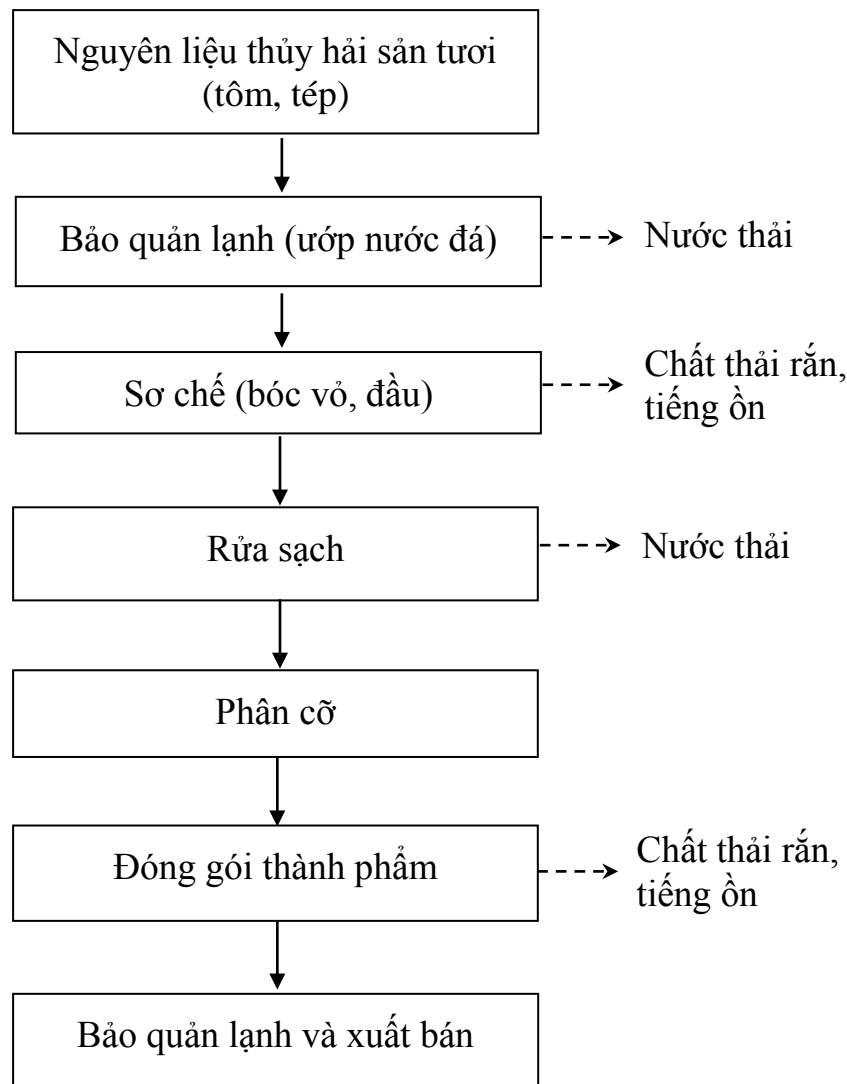 Nguyên liệu thủy hải sản tươi
(tôm, tép)
Bảo quản lạnh (ướp nước đá)
Nước thải
Sơ chế (bóc vỏ, đầu)
Chất thải rắn,
tiếng ồn
Rửa sạch
Nước thải
Phân cỡ
Đóng gói thành phẩm
Chất thải rắn,
tiếng ồn
Bảo quản lạnh và xuất bán